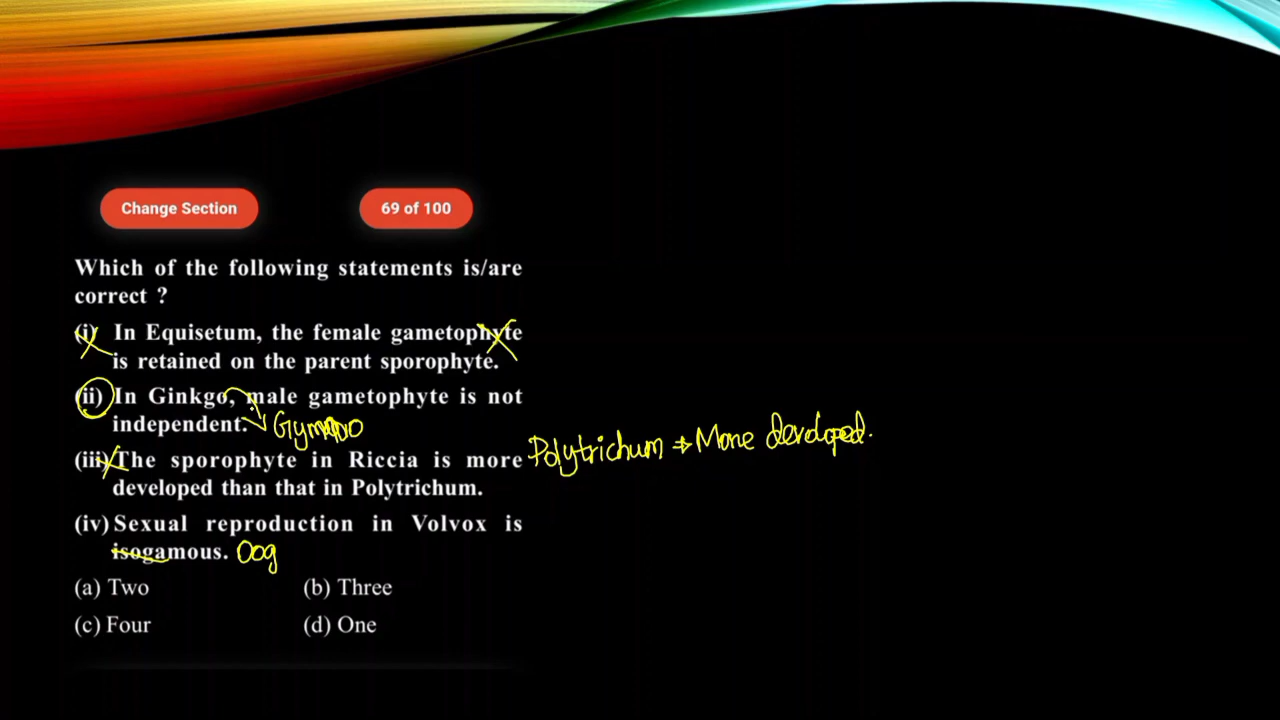 Change Section
69 of 100
Which of the following statements is/are
correct ?
(i) In Equisetum, the female gametophyte
is retained on the parent sporophyte.
(ii) In Ginkgo, male gametophyte is not
independent.
Polytrichum → More developed.
(iii) The sporophyte in Riccia is more
developed than that in Polytrichum.
(iv) Sexual reproduction in Volvox is
isogamous. Oog
(a) Two (b) Three
(c) Four (d) One